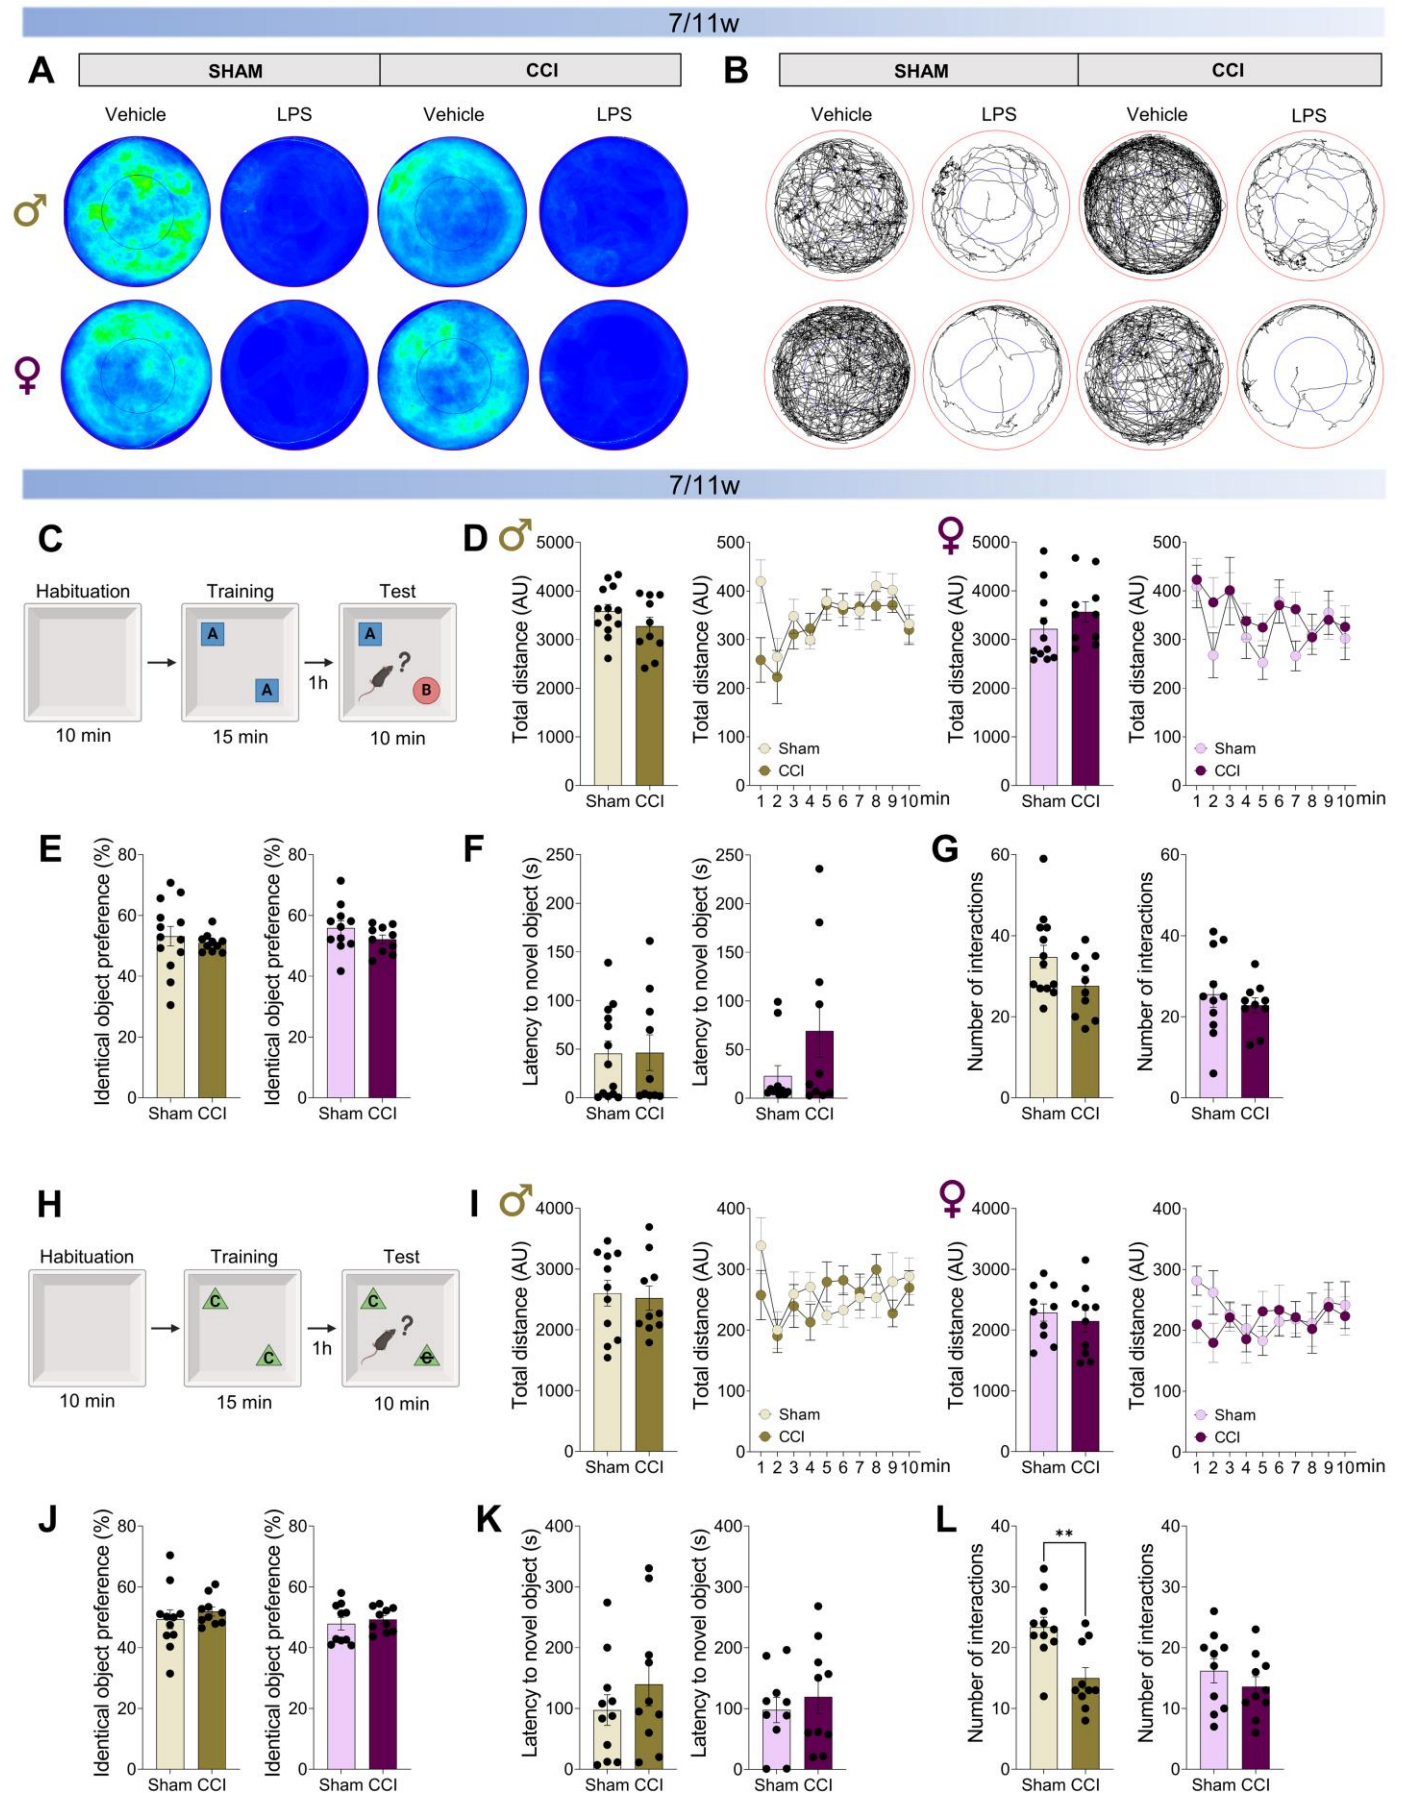 7/11w
A
SHAM CCI
Vehicle LPS Vehicle LPS
♂
♀
B
SHAM CCI
Vehicle LPS Vehicle LPS
7/11w
C
Habituation Training Test
A A
A ? B
1h
10 min 15 min 10 min
D ♂
Total distance (AU)
5000
4000
3000
2000
1000
0
Sham CCI
Total distance (AU)
500
400
300
200
100
0
Sham
CCI
1 2 3 4 5 6 7 8 9 10 min
♀
Total distance (AU)
5000
4000
3000
2000
1000
0
Sham CCI
Total distance (AU)
500
400
300
200
100
0
Sham
CCI
1 2 3 4 5 6 7 8 9 10 min
E
Identical object preference (%)
80
60
40
20
0
Sham CCI
Identical object preference (%)
80
60
40
20
0
Sham CCI
F
Latency to novel object (s)
250
200
150
100
50
0
Sham CCI
Latency to novel object (s)
250
200
150
100
50
0
Sham CCI
G
Number of interactions
60
40
20
0
Sham CCI
Number of interactions
60
40
20
0
Sham CCI
H
Habituation Training Test
C C
C ? C
1h
10 min 15 min 10 min
I ♂
Total distance (AU)
4000
3000
2000
1000
0
Sham CCI
Total distance (AU)
400
300
200
100
0
Sham
CCI
1 2 3 4 5 6 7 8 9 10 min
♀
Total distance (AU)
4000
3000
2000
1000
0
Sham CCI
Total distance (AU)
400
300
200
100
0
Sham
CCI
1 2 3 4 5 6 7 8 9 10 min
J
Identical object preference (%)
80
60
40
20
0
Sham CCI
Identical object preference (%)
80
60
40
20
0
Sham CCI
K
Latency to novel object (s)
400
300
200
100
0
Sham CCI
Latency to novel object (s)
400
300
200
100
0
Sham CCI
L
Number of interactions
40
30
20
10
0
**
Sham CCI
Number of interactions
40
30
20
10
0
Sham CCI